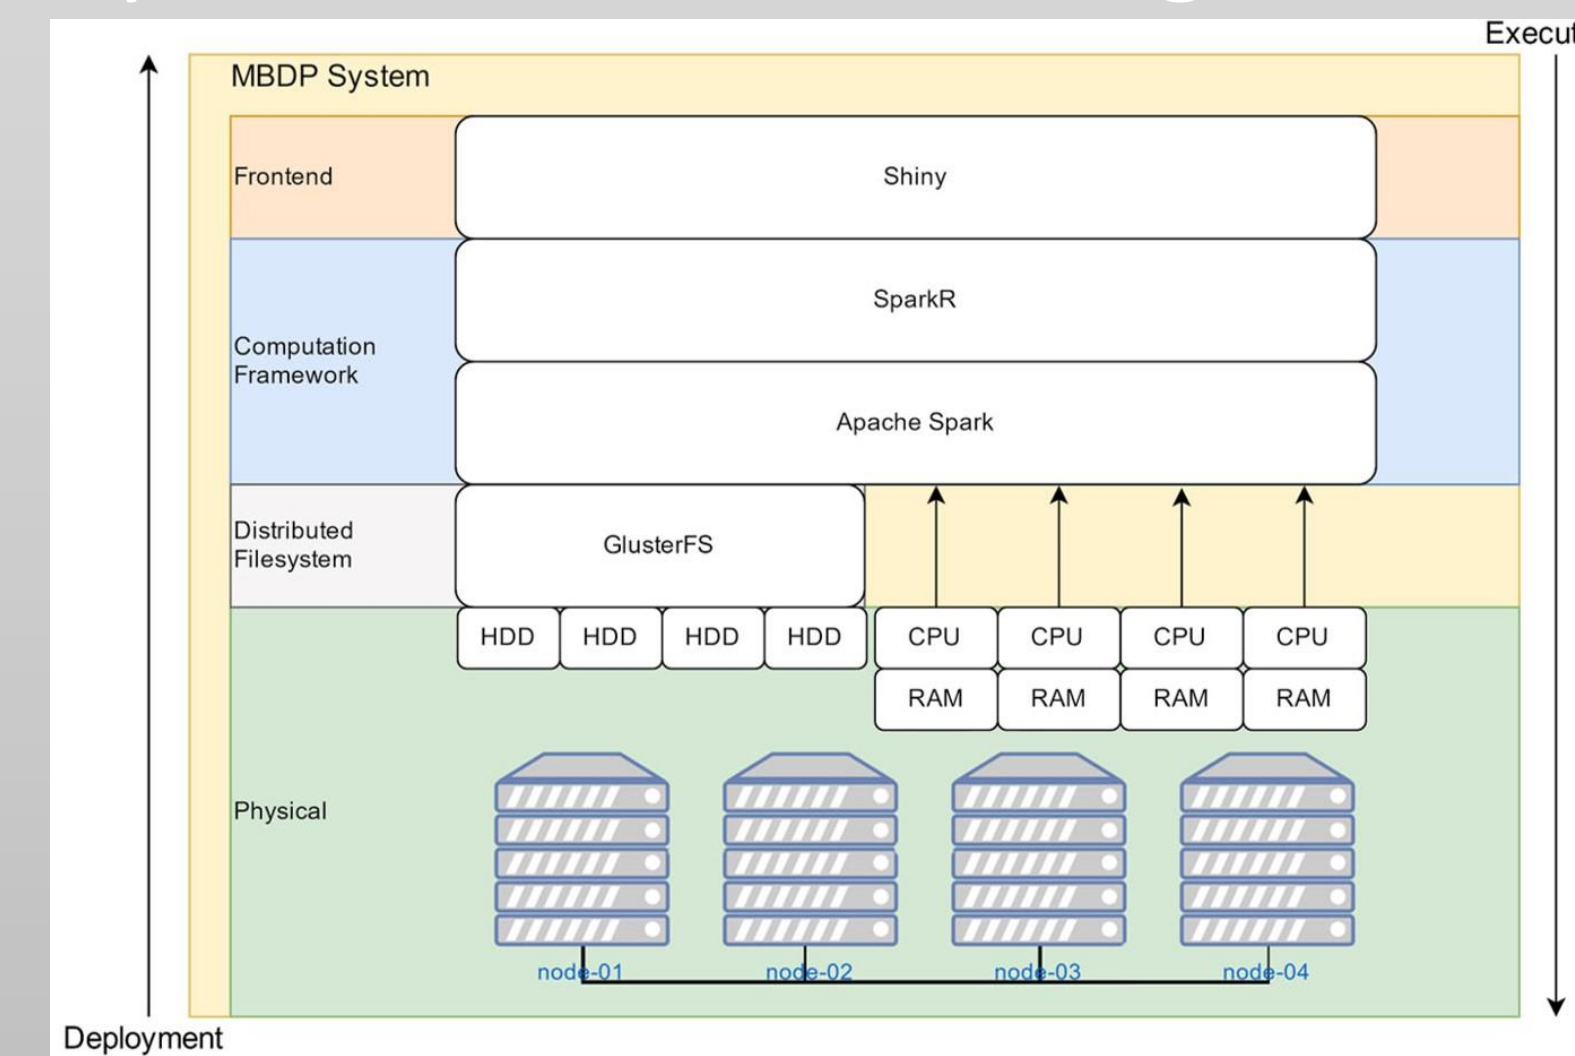 Execut
MBDP System
Frontend
Shiny
SparkR
Computation
Framework
Apache Spark
Distributed
Filesystem
GlusterFS
HDD HDD HDD HDD CPU CPU CPU CPU
RAM RAM RAM RAM
Physical
node-01 node-02 node-03 node-04
Deployment